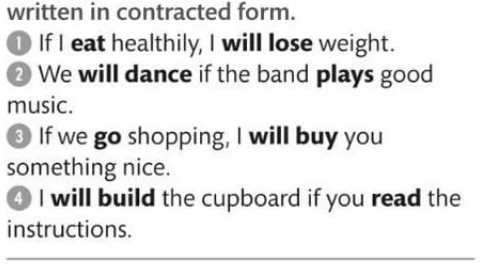 written in contracted form.
1 If I eat healthily, I will lose weight.
2 We will dance if the band plays good
music.
3 If we go shopping, I will buy you
something nice.
4 I will build the cupboard if you read the
instructions.